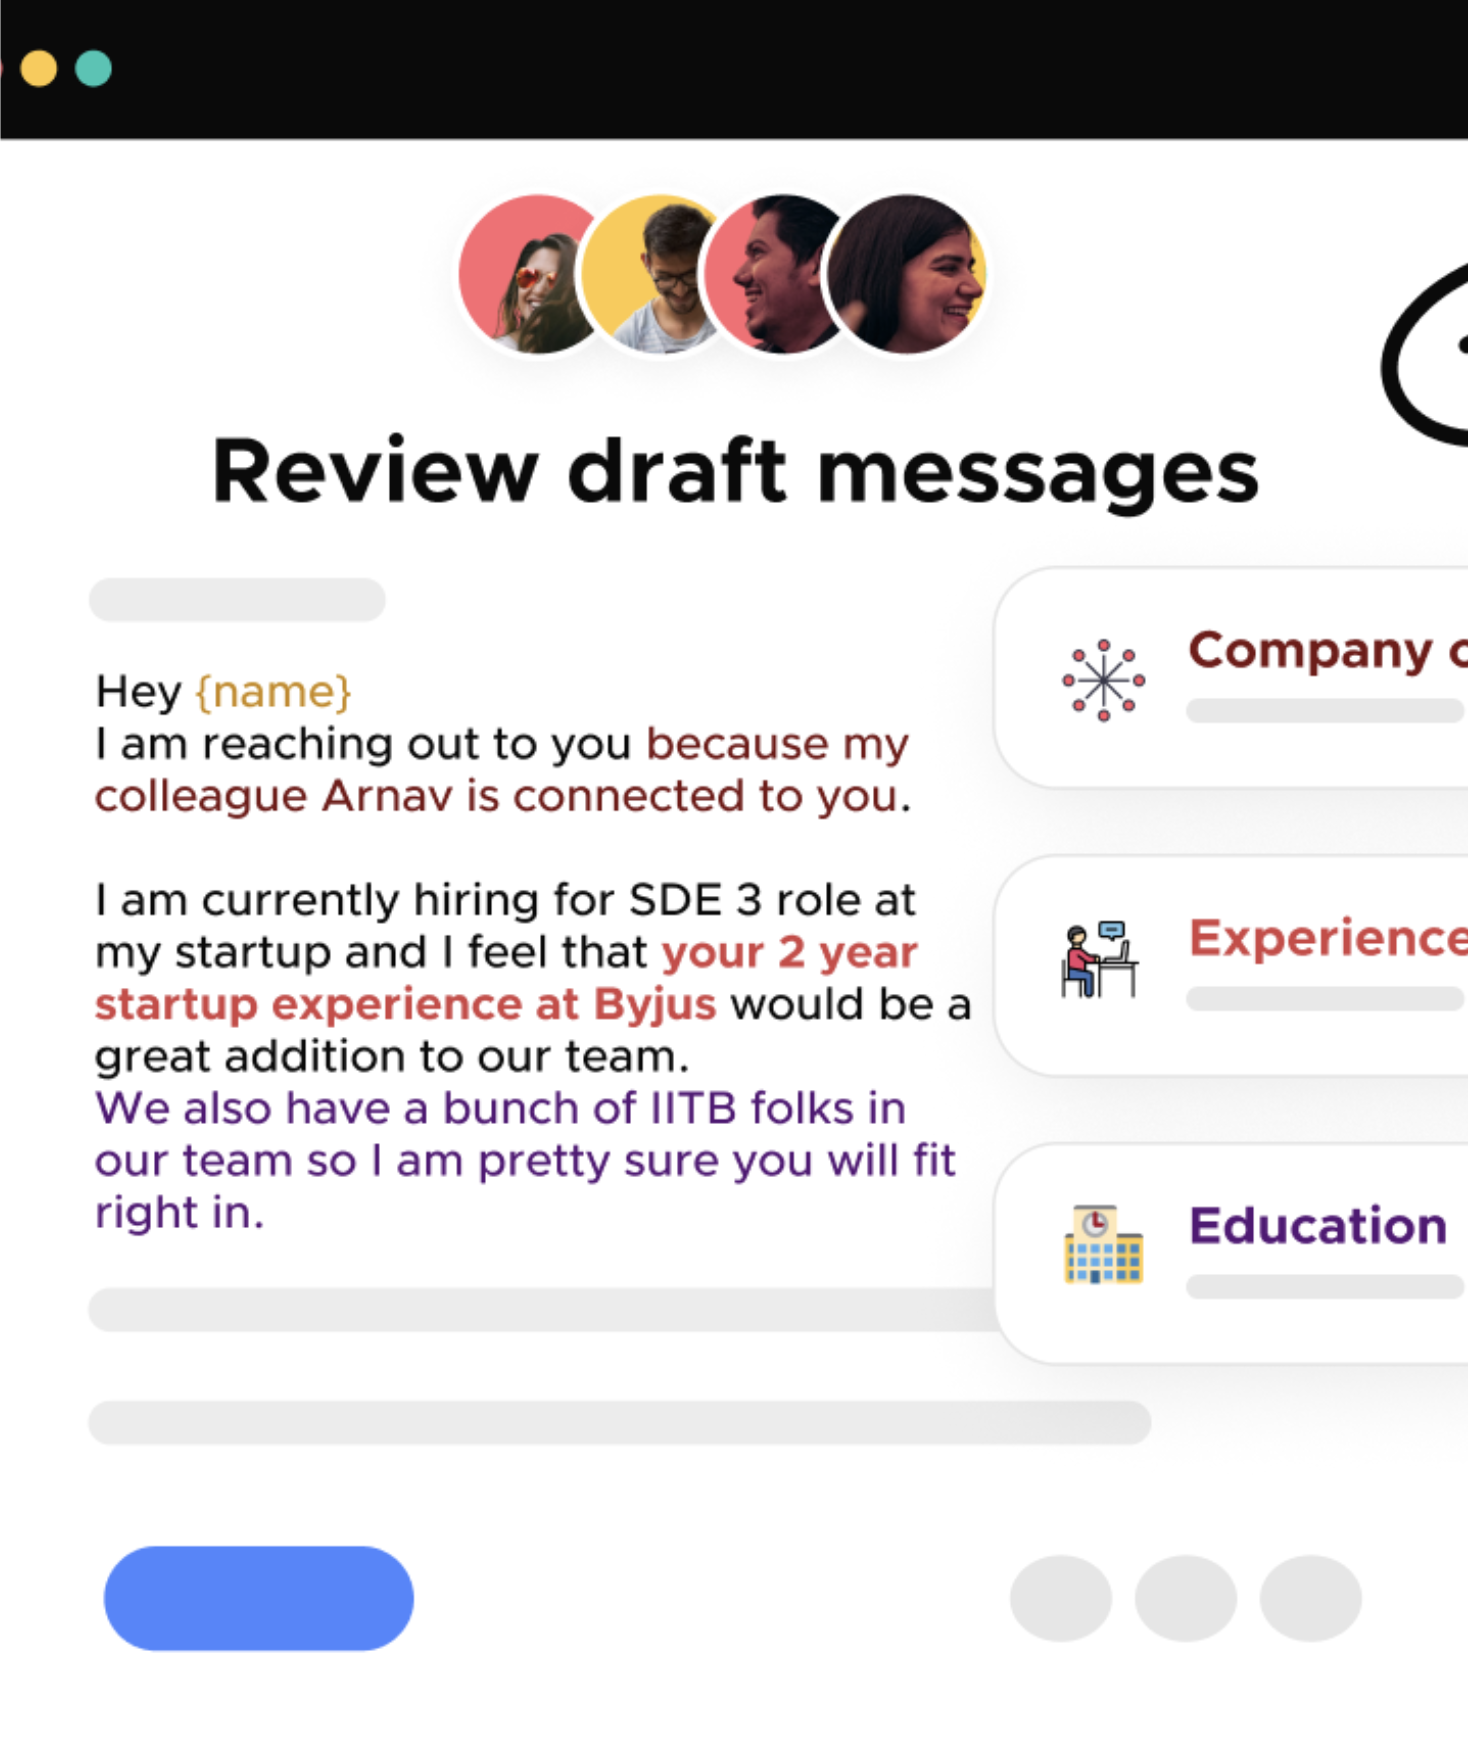 Review draft messages
Hey {name}
I am reaching out to you because my
colleague Arnav is connected to you.
I am currently hiring for SDE 3 role at
my startup and I feel that your 2 year
startup experience at Byjus would be a
great addition to our team.
We also have a bunch of IITB folks in
our team so I am pretty sure you will fit
right in.
Company
Experience
Education